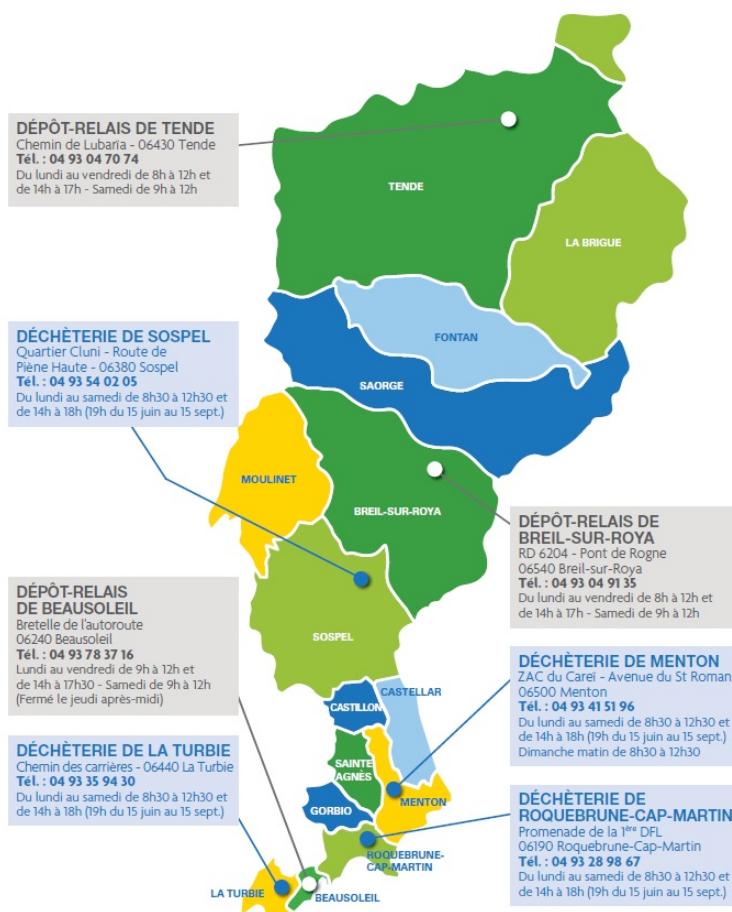 DÉPÔT-RELAIS DE TENDE
Chemin de Lubaria - 06430 Tende
Tél. : 04 93 04 70 74
Du lundi au vendredi de 8h à 12h et
de 14h à 17h - Samedi de 9h à 12h
TENDE
LA BRIGUE
FONTAN
SAORGE
DÉCHÈTERIE DE SOSPEL
Quartier Cluni - Route de
Piène Haute - 06380 Sospel
Tél. : 04 93 54 02 05
Du lundi au samedi de 8h30 à 12h30 et
de 14h à 18h (19h du 15 juin au 15 sept.)
MOULINET
BREIL-SUR-ROYA
DÉPÔT-RELAIS DE
BREIL-SUR-ROYA
RD 6204 - Pont de Rogne
06540 Breil-sur-Roya
Tél. : 04 93 04 91 35
Du lundi au vendredi de 8h à 12h et
de 14h à 17h - Samedi de 9h à 12h
DÉPÔT-RELAIS
DE BEAUSOLEIL
Bretelle de l'autoroute
06240 Beausoleil
Tél. : 04 93 78 37 16
Lundi au vendredi de 9h à 12h et
de 14h à 17h30 - Samedi de 9h à 12h
(Fermé le jeudi après-midi)
SOSPEL
CASTELLAR
CASTILLON
DÉCHÈTERIE DE MENTON
ZAC du Careï - Avenue du St Roman
06500 Menton
Tél. : 04 93 41 51 96
Du lundi au samedi de 8h30 à 12h30 et
de 14h à 18h (19h du 15 juin au 15 sept.)
Dimanche matin de 8h30 à 12h30
DÉCHÈTERIE DE LA TURBIE
Chemin des carrières - 06440 La Turbie
Tél. : 04 93 35 94 30
Du lundi au samedi de 8h30 à 12h30 et
de 14h à 18h (19h du 15 juin au 15 sept.)
SAINTE
AGNÈS
GORBIO
MENTON
DÉCHÈTERIE DE
ROQUEBRUNE-CAP-MARTIN
Promenade de la 1ère DFL
06190 Roquebrune-Cap-Martin
Tél. : 04 93 28 98 67
Du lundi au samedi de 8h30 à 12h30 et
de 14h à 18h (19h du 15 juin au 15 sept.)
ROQUEBRUNE-
CAP-MARTIN
LA TURBIE
BEAUSOLEIL